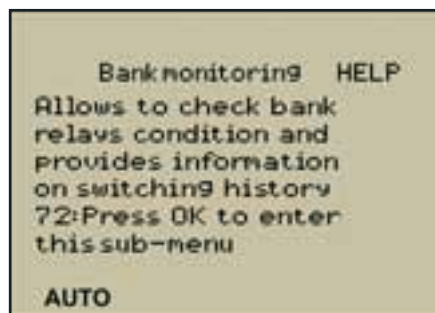 Bank monitoring HELP
Allows to check bank
relays condition and
provides information
on switching history
72:Press OK to enter
this sub-menu
AUTO